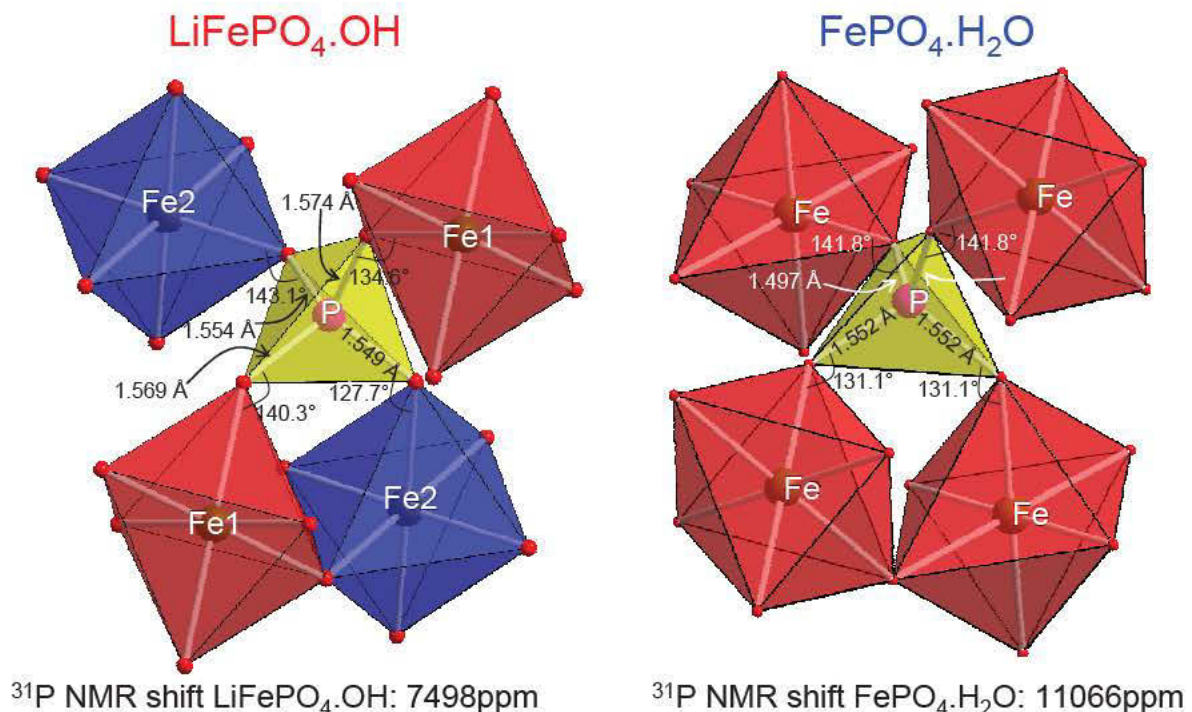 LiFePO₄.OH
FePO₄.H₂O
Fe2
1.574 Å
Fe1
134.6°
143.1°
P
1.554 Å
1.549 Å
1.569 Å
140.3°
127.7°
Fe1
Fe2
Fe
Fe
141.8°
141.8°
1.497 Å
P
1.552 Å
1.552 Å
131.1°
131.1°
Fe
Fe
³¹P NMR shift LiFePO₄.OH: 7498ppm
³¹P NMR shift FePO₄.H₂O: 11066ppm